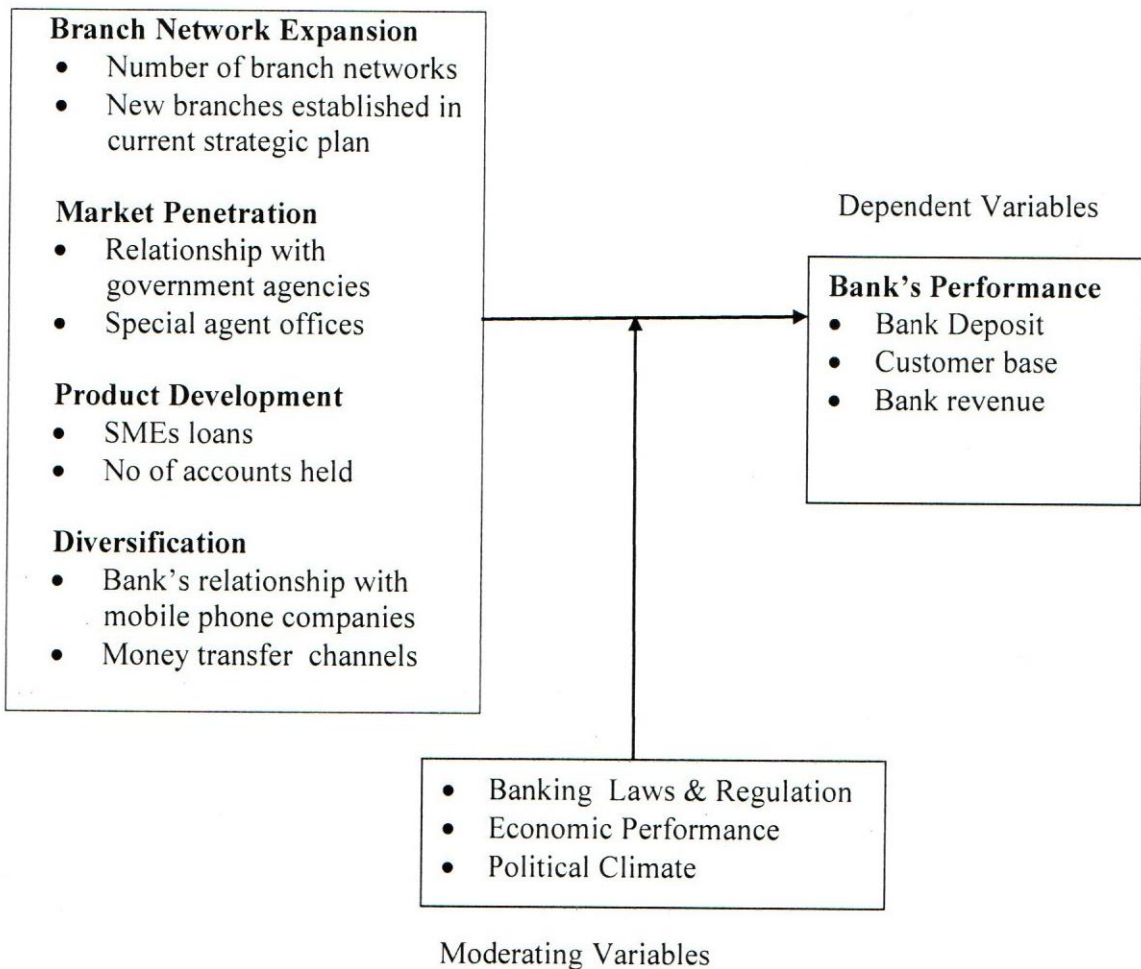 Branch Network Expansion
• Number of branch networks
• New branches established in
current strategic plan
Market Penetration
• Relationship with
government agencies
• Special agent offices
Product Development
• SMEs loans
• No of accounts held
Diversification
• Bank's relationship with
mobile phone companies
• Money transfer channels
Dependent Variables
Bank's Performance
• Bank Deposit
• Customer base
• Bank revenue
• Banking Laws & Regulation
• Economic Performance
• Political Climate
Moderating Variables